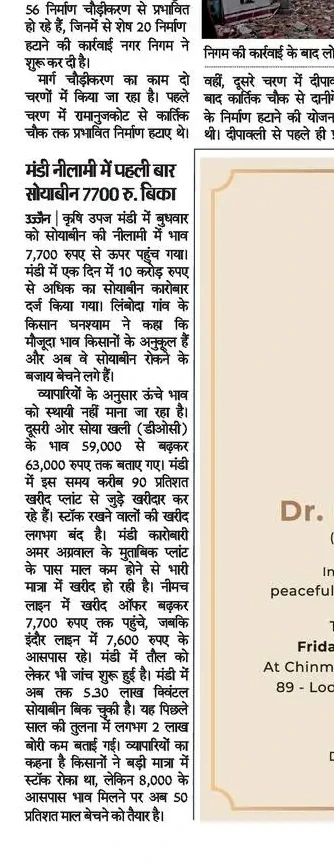 56 निर्माण चौड़ीकरण से प्रभावित
हो रहे हैं, जिनमें से शेष 20 निर्माण
हटाने की कार्रवाई नगर निगम ने
शुरू कर दी है।
मार्ग चौड़ीकरण का काम दो
चरणों में किया जा रहा है। पहले
चरण में रामानुजकोट से कार्तिक
चौक तक प्रभावित निर्माण हटाए थे।
निगम की कार्रवाई के बाद
वहीं, दूसरे चरण में
बाद कार्तिक चौक से
के निर्माण हटाने की
थी। दीपावली से पहले ही
मंडी नीलामी में पहली बार
सोयाबीन 7700 रु. बिका
उज्जैन | कृषि उपज मंडी में बुधवार
को सोयाबीन की नीलामी में भाव
7,700 रुपए से ऊपर पहुंच गया।
मंडी में एक दिन में 10 करोड़ रुपए
से अधिक का सोयाबीन कारोबार
दर्ज किया गया। लिंबोदा गांव के
किसान घनश्याम ने कहा कि
मौजूदा भाव किसानों के अनुकूल हैं
और अब वे सोयाबीन रोकने के
बजाय बेचने लगे हैं।
व्यापारियों के अनुसार ऊंचे भाव
को स्थायी नहीं माना जा रहा है।
दूसरी ओर सोया खली (डीओसी)
के भाव 59,000 से बढ़कर
63,000 रुपए तक बताए गए। मंडी
में इस समय करीब 90 प्रतिशत
खरीद प्लांट से जुड़े खरीदार कर
रहे हैं। स्टॉक रखने वालों की खरीद
लगभग बंद है। मंडी कारोबारी
अमर अग्रवाल के मुताबिक प्लांट
के पास माल कम होने से भारी
मात्रा में खरीद हो रही है। नीमच
लाइन में खरीद ऑफर बढ़कर
7,700 रुपए तक पहुंचे, जबकि
इंदौर लाइन में 7,600 रुपए के
आसपास रहे। मंडी में तौल को
लेकर भी जांच शुरू हुई है। मंडी में
अब तक 5.30 लाख क्विंटल
सोयाबीन बिक चुकी है। यह पिछले
साल की तुलना में लगभग 2 लाख
बोरी कम बताई गई। व्यापारियों का
कहना है किसानों ने बड़ी मात्रा में
स्टॉक रोका था, लेकिन 8,000 के
आसपास भाव मिलने पर अब 50
प्रतिशत माल बेचने को तैयार है।
Dr.
In
peaceful
Frida
At Chinm
89 - Loc